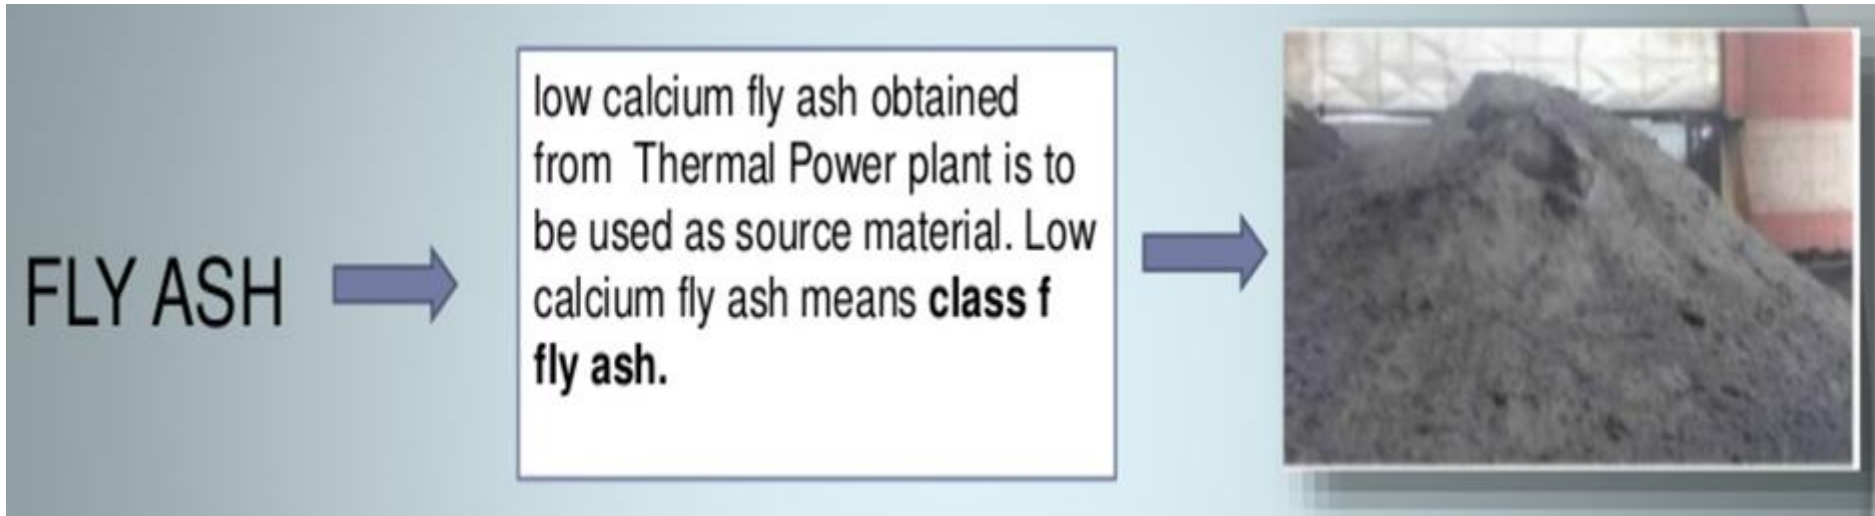 FLY ASH
low calcium fly ash obtained
from Thermal Power plant is to
be used as source material. Low
calcium fly ash means class f
fly ash.